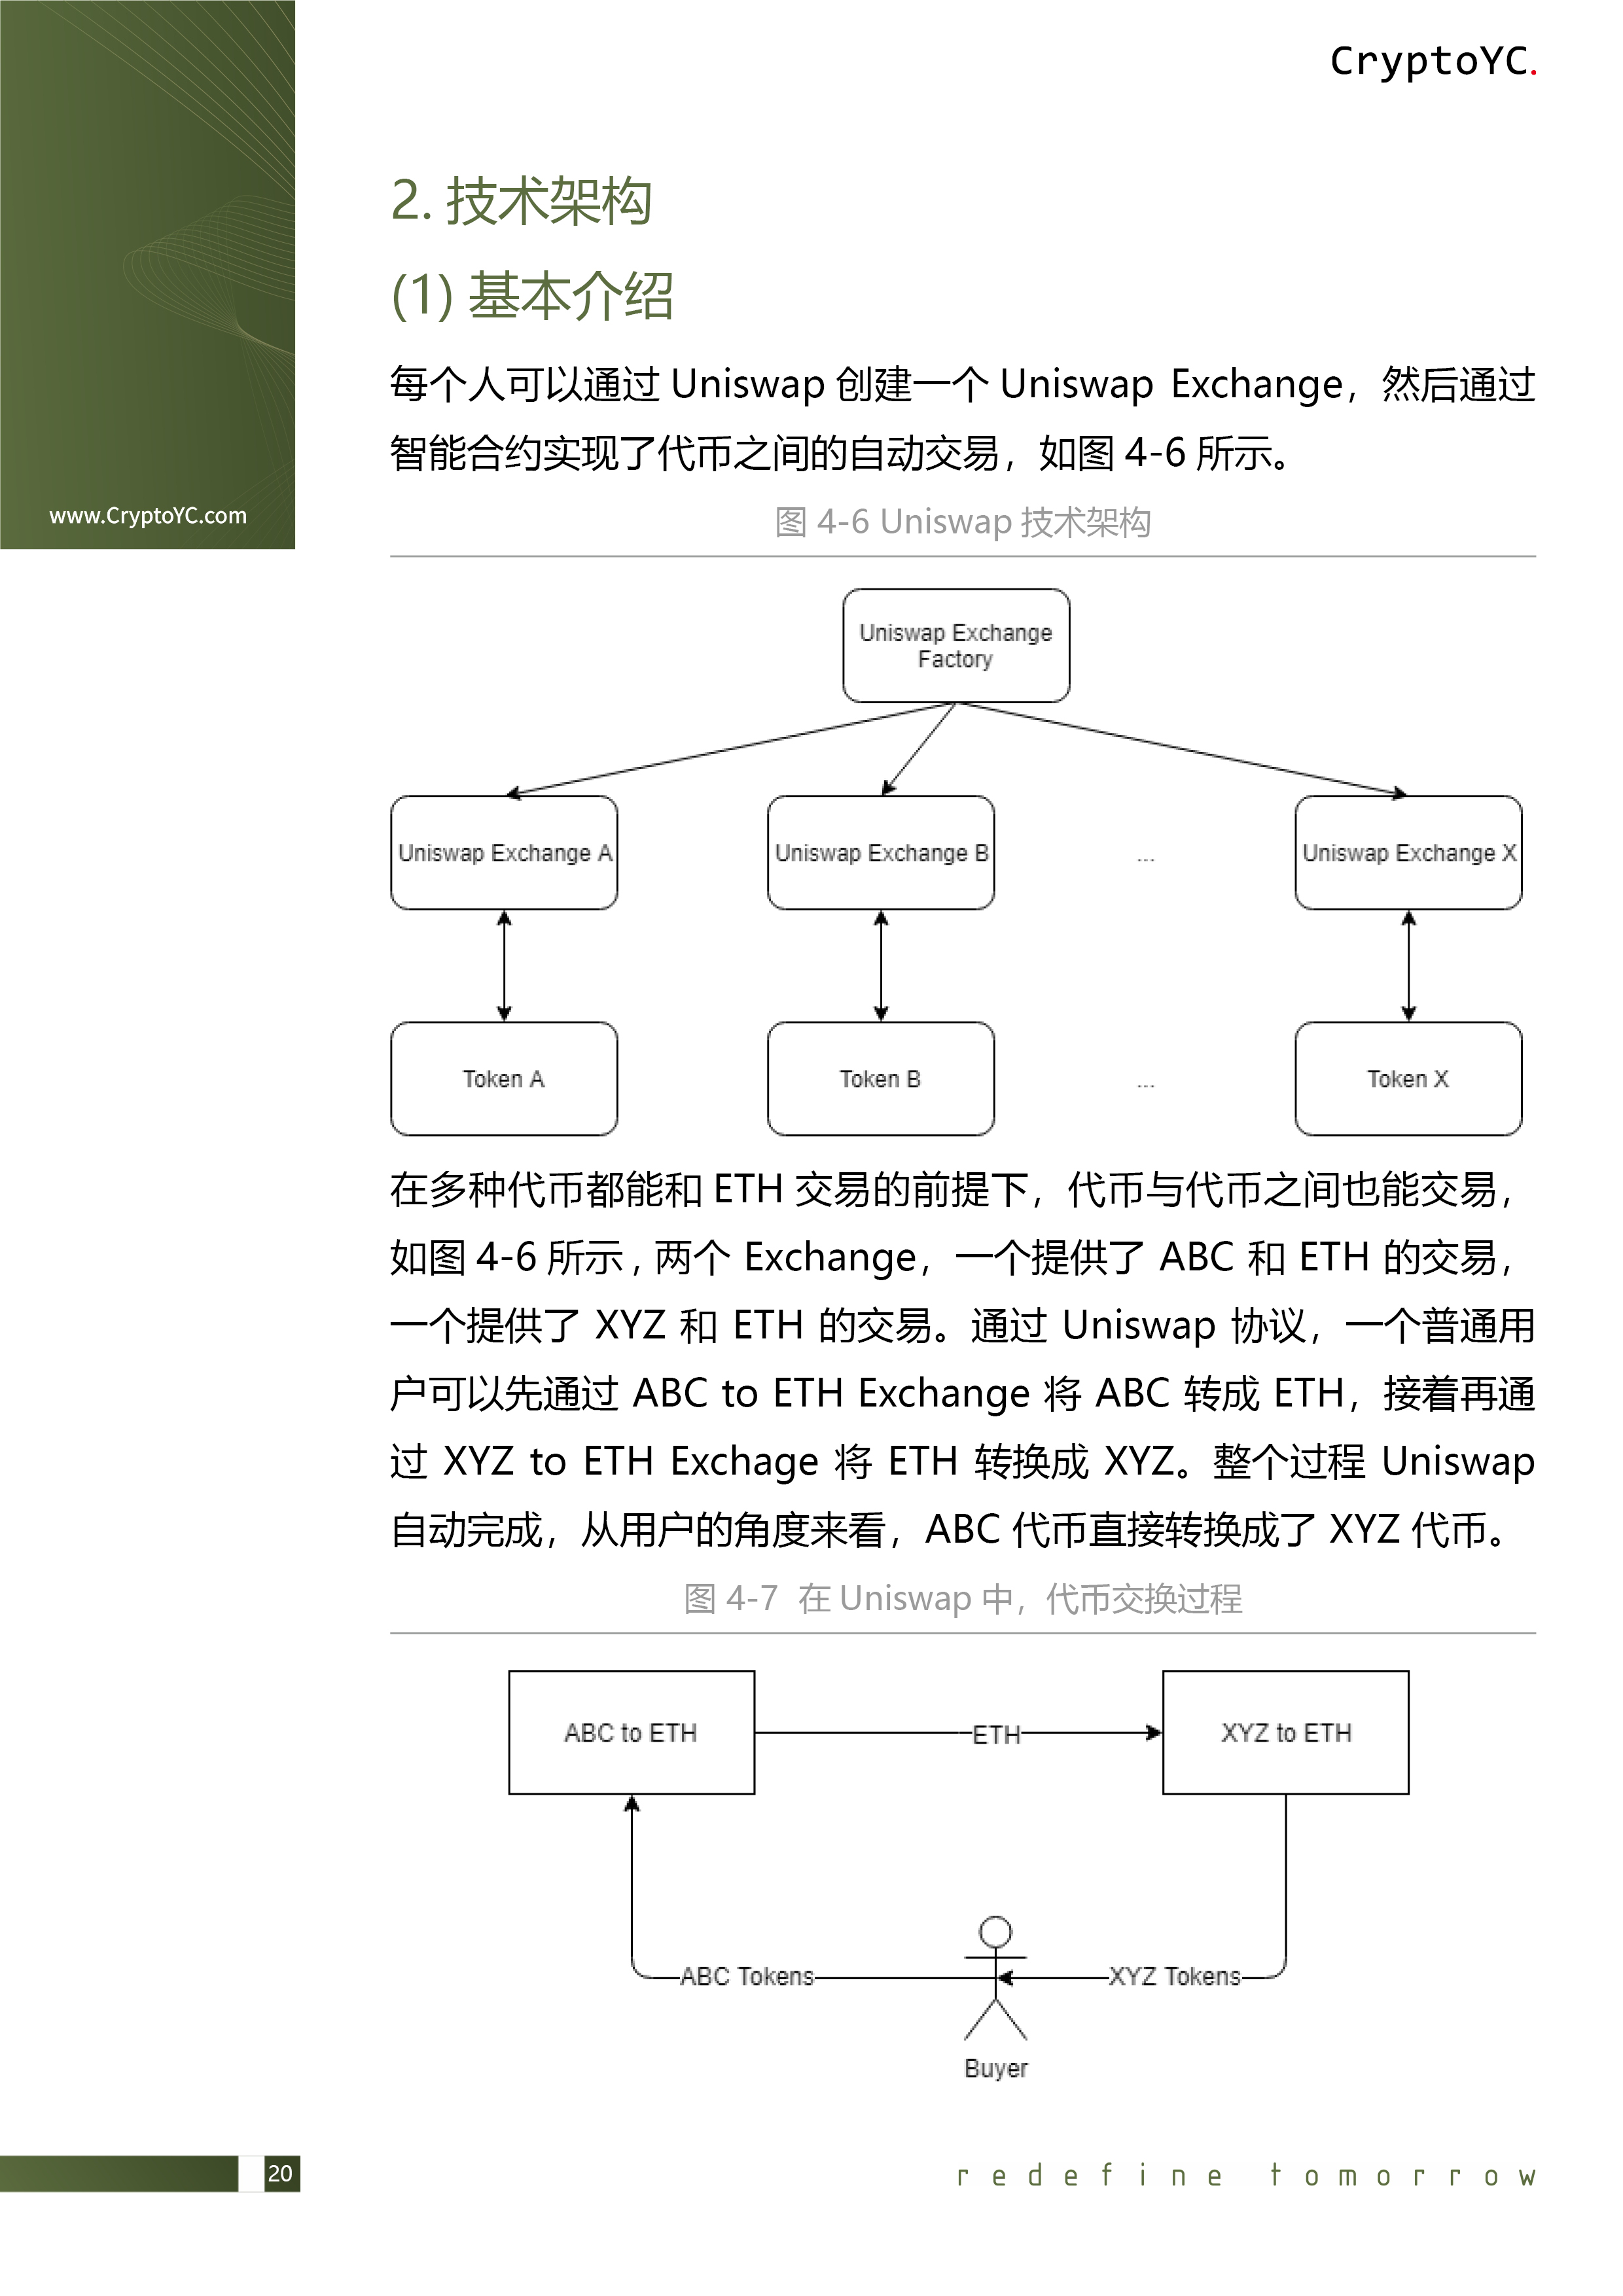 CryptoYC.
www.CryptoYC.com
2. 技术架构
(1) 基本介绍
每个人可以通过 Uniswap 创建一个 Uniswap Exchange，然后通过
智能合约实现了代币之间的自动交易，如图 4-6 所示。
图 4-6 Uniswap 技术架构
Uniswap Exchange
Factory
Uniswap Exchange A
Uniswap Exchange B
...
Uniswap Exchange X
Token A
Token B
...
Token X
在多种代币都能和 ETH 交易的前提下，代币与代币之间也能交易，
如图 4-6 所示 , 两个 Exchange，一个提供了 ABC 和 ETH 的交易，
一个提供了 XYZ 和 ETH 的交易。通过 Uniswap 协议，一个普通用
户可以先通过 ABC to ETH Exchange 将 ABC 转成 ETH，接着再通
过 XYZ to ETH Exchage 将 ETH 转换成 XYZ。整个过程 Uniswap
自动完成，从用户的角度来看，ABC 代币直接转换成了 XYZ 代币。
图 4-7 在 Uniswap 中，代币交换过程
ABC to ETH
ETH
XYZ to ETH
ABC Tokens
XYZ Tokens
Buyer
20
redefine tomorrow